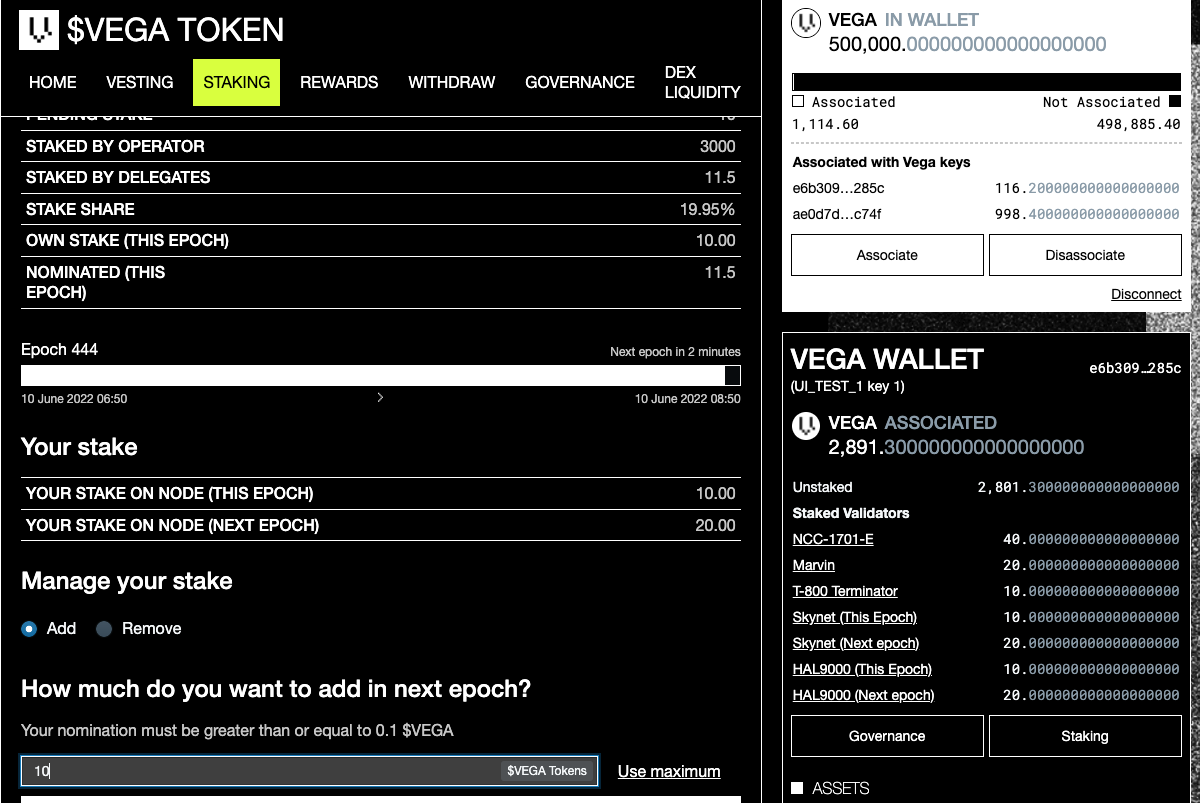 $VEGA TOKEN
HOME VESTING STAKING REWARDS WITHDRAW GOVERNANCE DEX LIQUIDITY
PENDING STAKE 10
STAKED BY OPERATOR 3000
STAKED BY DELEGATES 11.5
STAKE SHARE 19.95%
OWN STAKE (THIS EPOCH) 10.00
NOMINATED (THIS EPOCH) 11.5
Epoch 444 Next epoch in 2 minutes
10 June 2022 06:50 10 June 2022 08:50
Your stake
YOUR STAKE ON NODE (THIS EPOCH) 10.00
YOUR STAKE ON NODE (NEXT EPOCH) 20.00
Manage your stake
Add Remove
How much do you want to add in next epoch?
Your nomination must be greater than or equal to 0.1 $VEGA
10 $VEGA Tokens Use maximum
VEGA IN WALLET
500,000.000000000000000000
Associated Not Associated
1,114.60 498,885.40
Associated with Vega keys
e6b309…285c 116.200000000000000000
ae0d7d…c74f 998.400000000000000000
Associate Disassociate
Disconnect
VEGA WALLET e6b309…285c
(UI_TEST_1 key 1)
VEGA ASSOCIATED
2,891.300000000000000000
Unstaked 2,801.300000000000000000
Staked Validators
NCC-1701-E 40.000000000000000000
Marvin 20.000000000000000000
T-800 Terminator 10.000000000000000000
Skynet (This Epoch) 10.000000000000000000
Skynet (Next epoch) 20.000000000000000000
HAL9000 (This Epoch) 10.000000000000000000
HAL9000 (Next epoch) 20.000000000000000000
Governance Staking
ASSETS